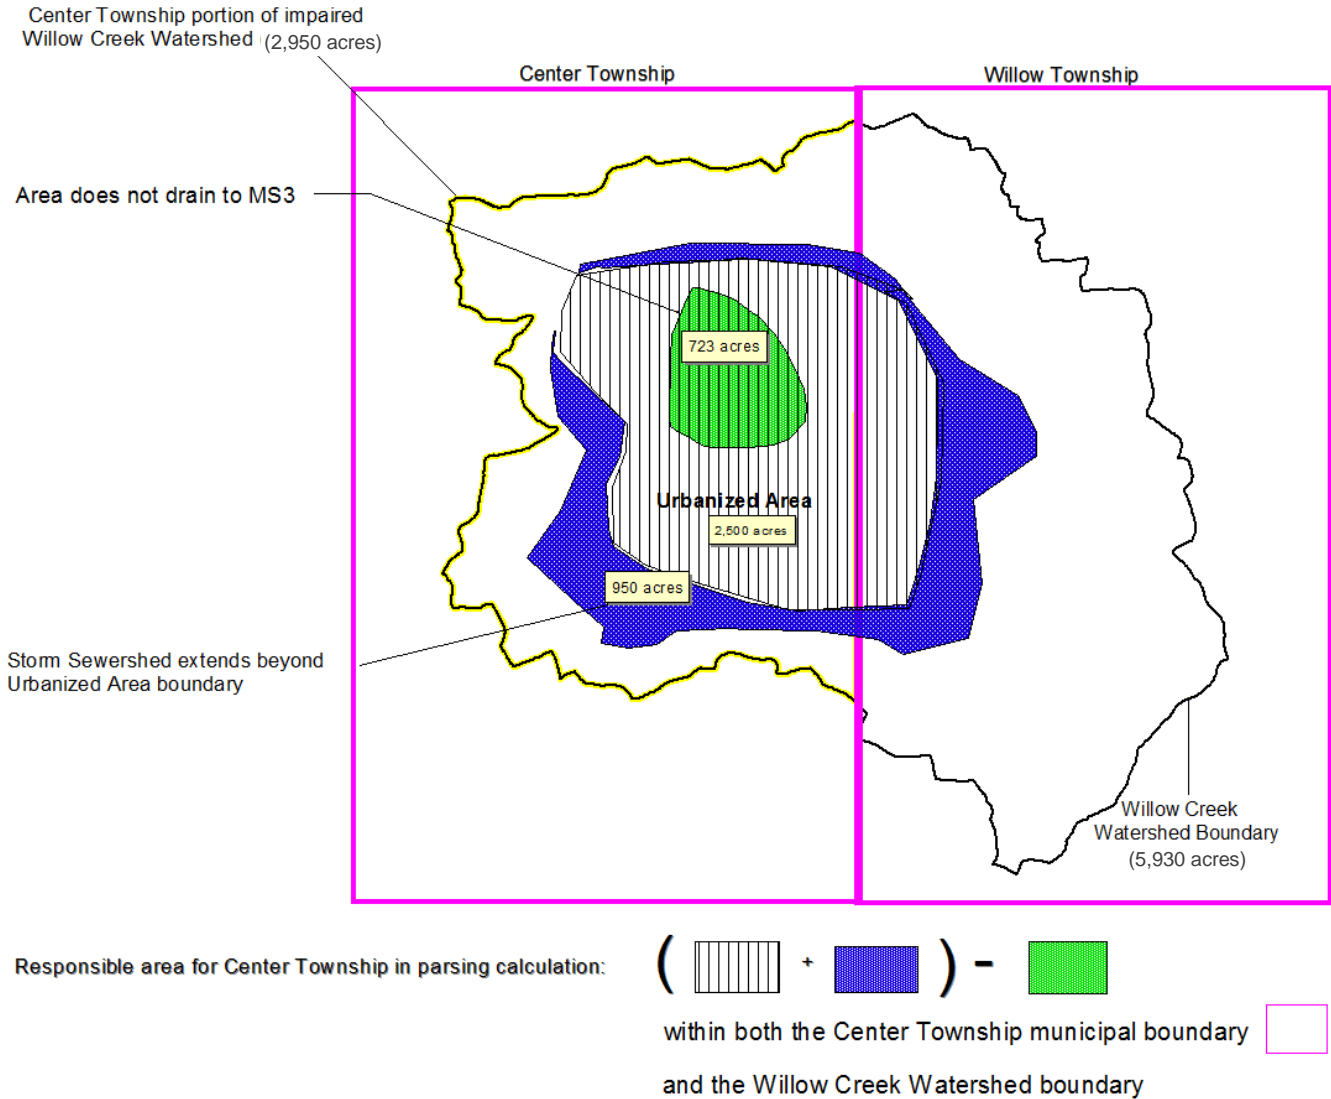 Center Township portion of impaired
Willow Creek Watershed (2,950 acres)
Center Township
Willow Township
Area does not drain to MS3
723 acres
Urbanized Area
2,500 acres
950 acres
Storm Sewershed extends beyond
Urbanized Area boundary
Willow Creek
Watershed Boundary
(5,930 acres)
Responsible area for Center Township in parsing calculation: ( + ) -
within both the Center Township municipal boundary
and the Willow Creek Watershed boundary